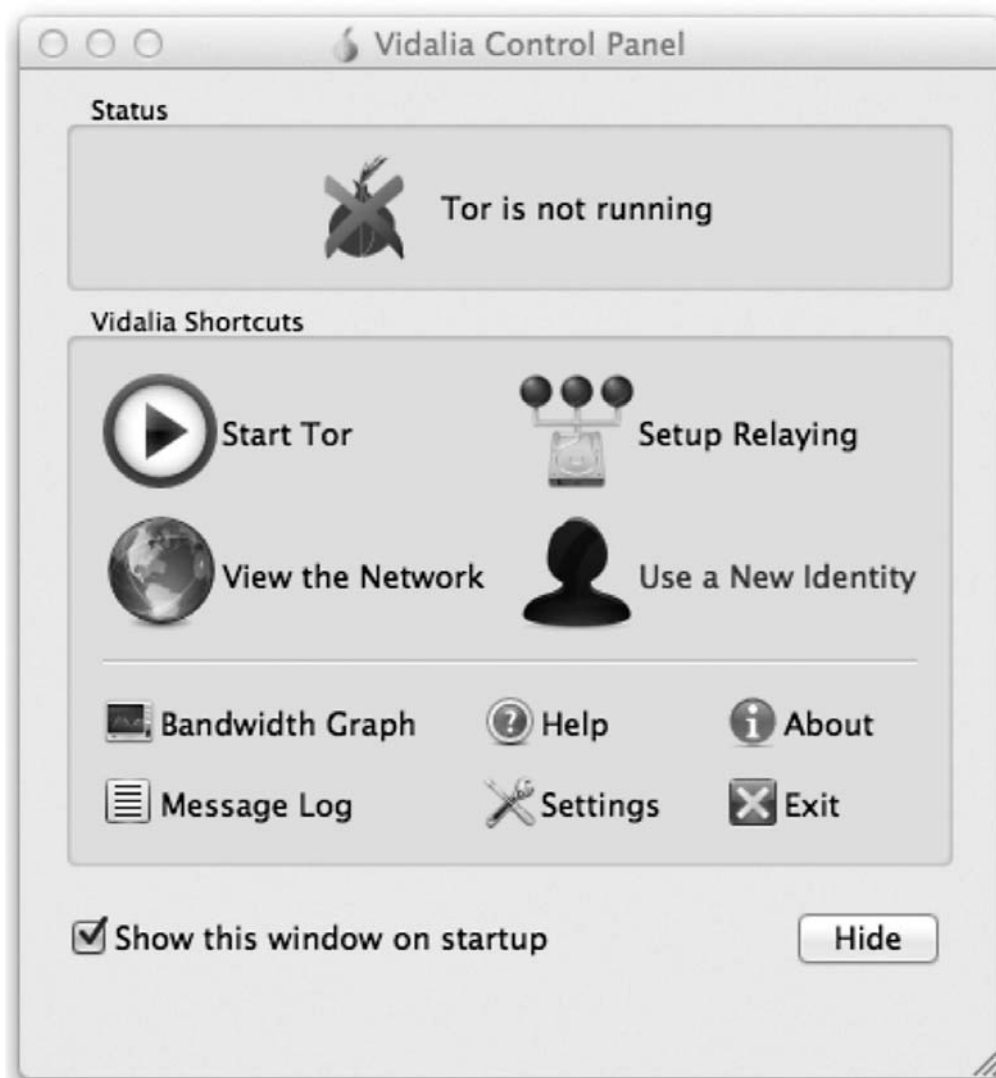 Vidalia Control Panel
Status
Tor is not running
Vidalia Shortcuts
Start Tor
Setup Relaying
View the Network
Use a New Identity
Bandwidth Graph
Help
About
Message Log
Settings
Exit
Show this window on startup
Hide